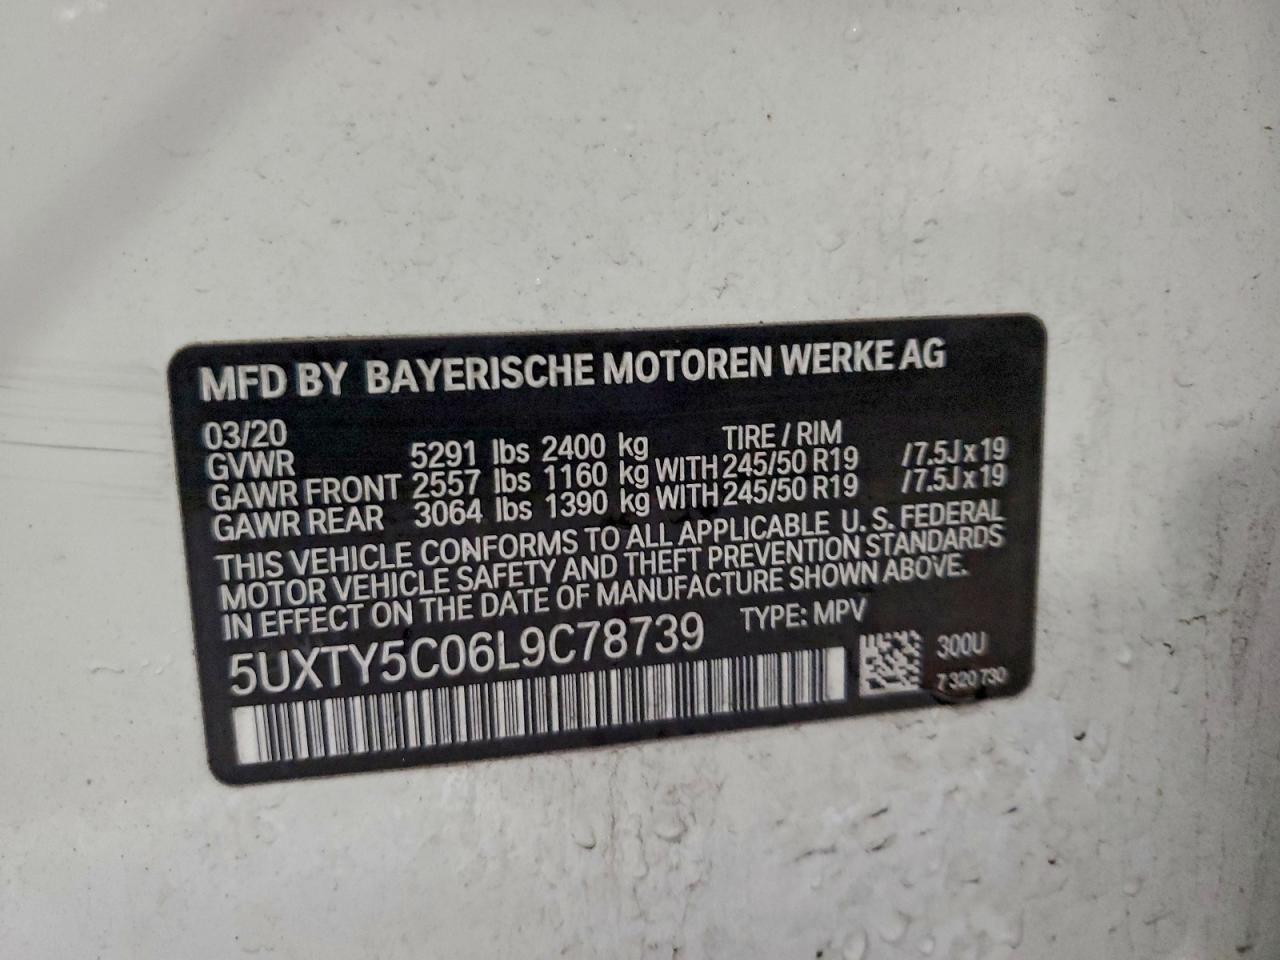 MFD BY BAYERISCHE MOTOREN WERKE AG
03/20 TIRE / RIM
GVWR 5291 lbs 2400 kg
GAWR FRONT 2557 lbs 1160 kg WITH 245/50 R19 /7.5J x 19
GAWR REAR 3064 lbs 1390 kg WITH 245/50 R19 /7.5J x 19
THIS VEHICLE CONFORMS TO ALL APPLICABLE U.S. FEDERAL
MOTOR VEHICLE SAFETY AND THEFT PREVENTION STANDARDS
IN EFFECT ON THE DATE OF MANUFACTURE SHOWN ABOVE.
5UXTY5C06L9C78739 TYPE: MPV
300U
7 320 730